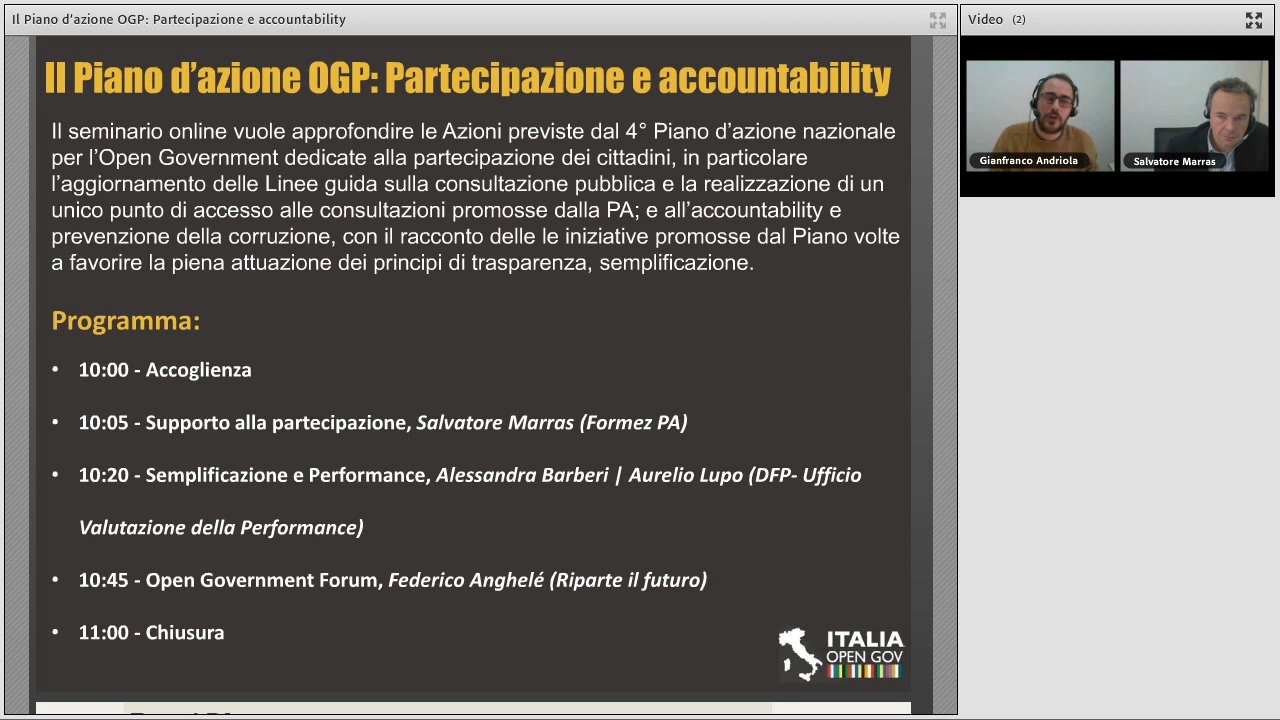 Il Piano d'azione OGP: Partecipazione e accountability
Video (2)
Il Piano d’azione OGP: Partecipazione e accountability
Il seminario online vuole approfondire le Azioni previste dal 4° Piano d’azione nazionale
per l’Open Government dedicate alla partecipazione dei cittadini, in particolare
l’aggiornamento delle Linee guida sulla consultazione pubblica e la realizzazione di un
unico punto di accesso alle consultazioni promosse dalla PA; e all’accountability e
prevenzione della corruzione, con il racconto delle le iniziative promosse dal Piano volte
a favorire la piena attuazione dei principi di trasparenza, semplificazione.
Programma:
• 10:00 - Accoglienza
• 10:05 - Supporto alla partecipazione, Salvatore Marras (Formez PA)
• 10:20 - Semplificazione e Performance, Alessandra Barberi | Aurelio Lupo (DFP- Ufficio
Valutazione della Performance)
• 10:45 - Open Government Forum, Federico Anghelé (Riparte il futuro)
• 11:00 - Chiusura
ITALIA
OPEN GOV
Gianfranco Andriola
Salvatore Marras